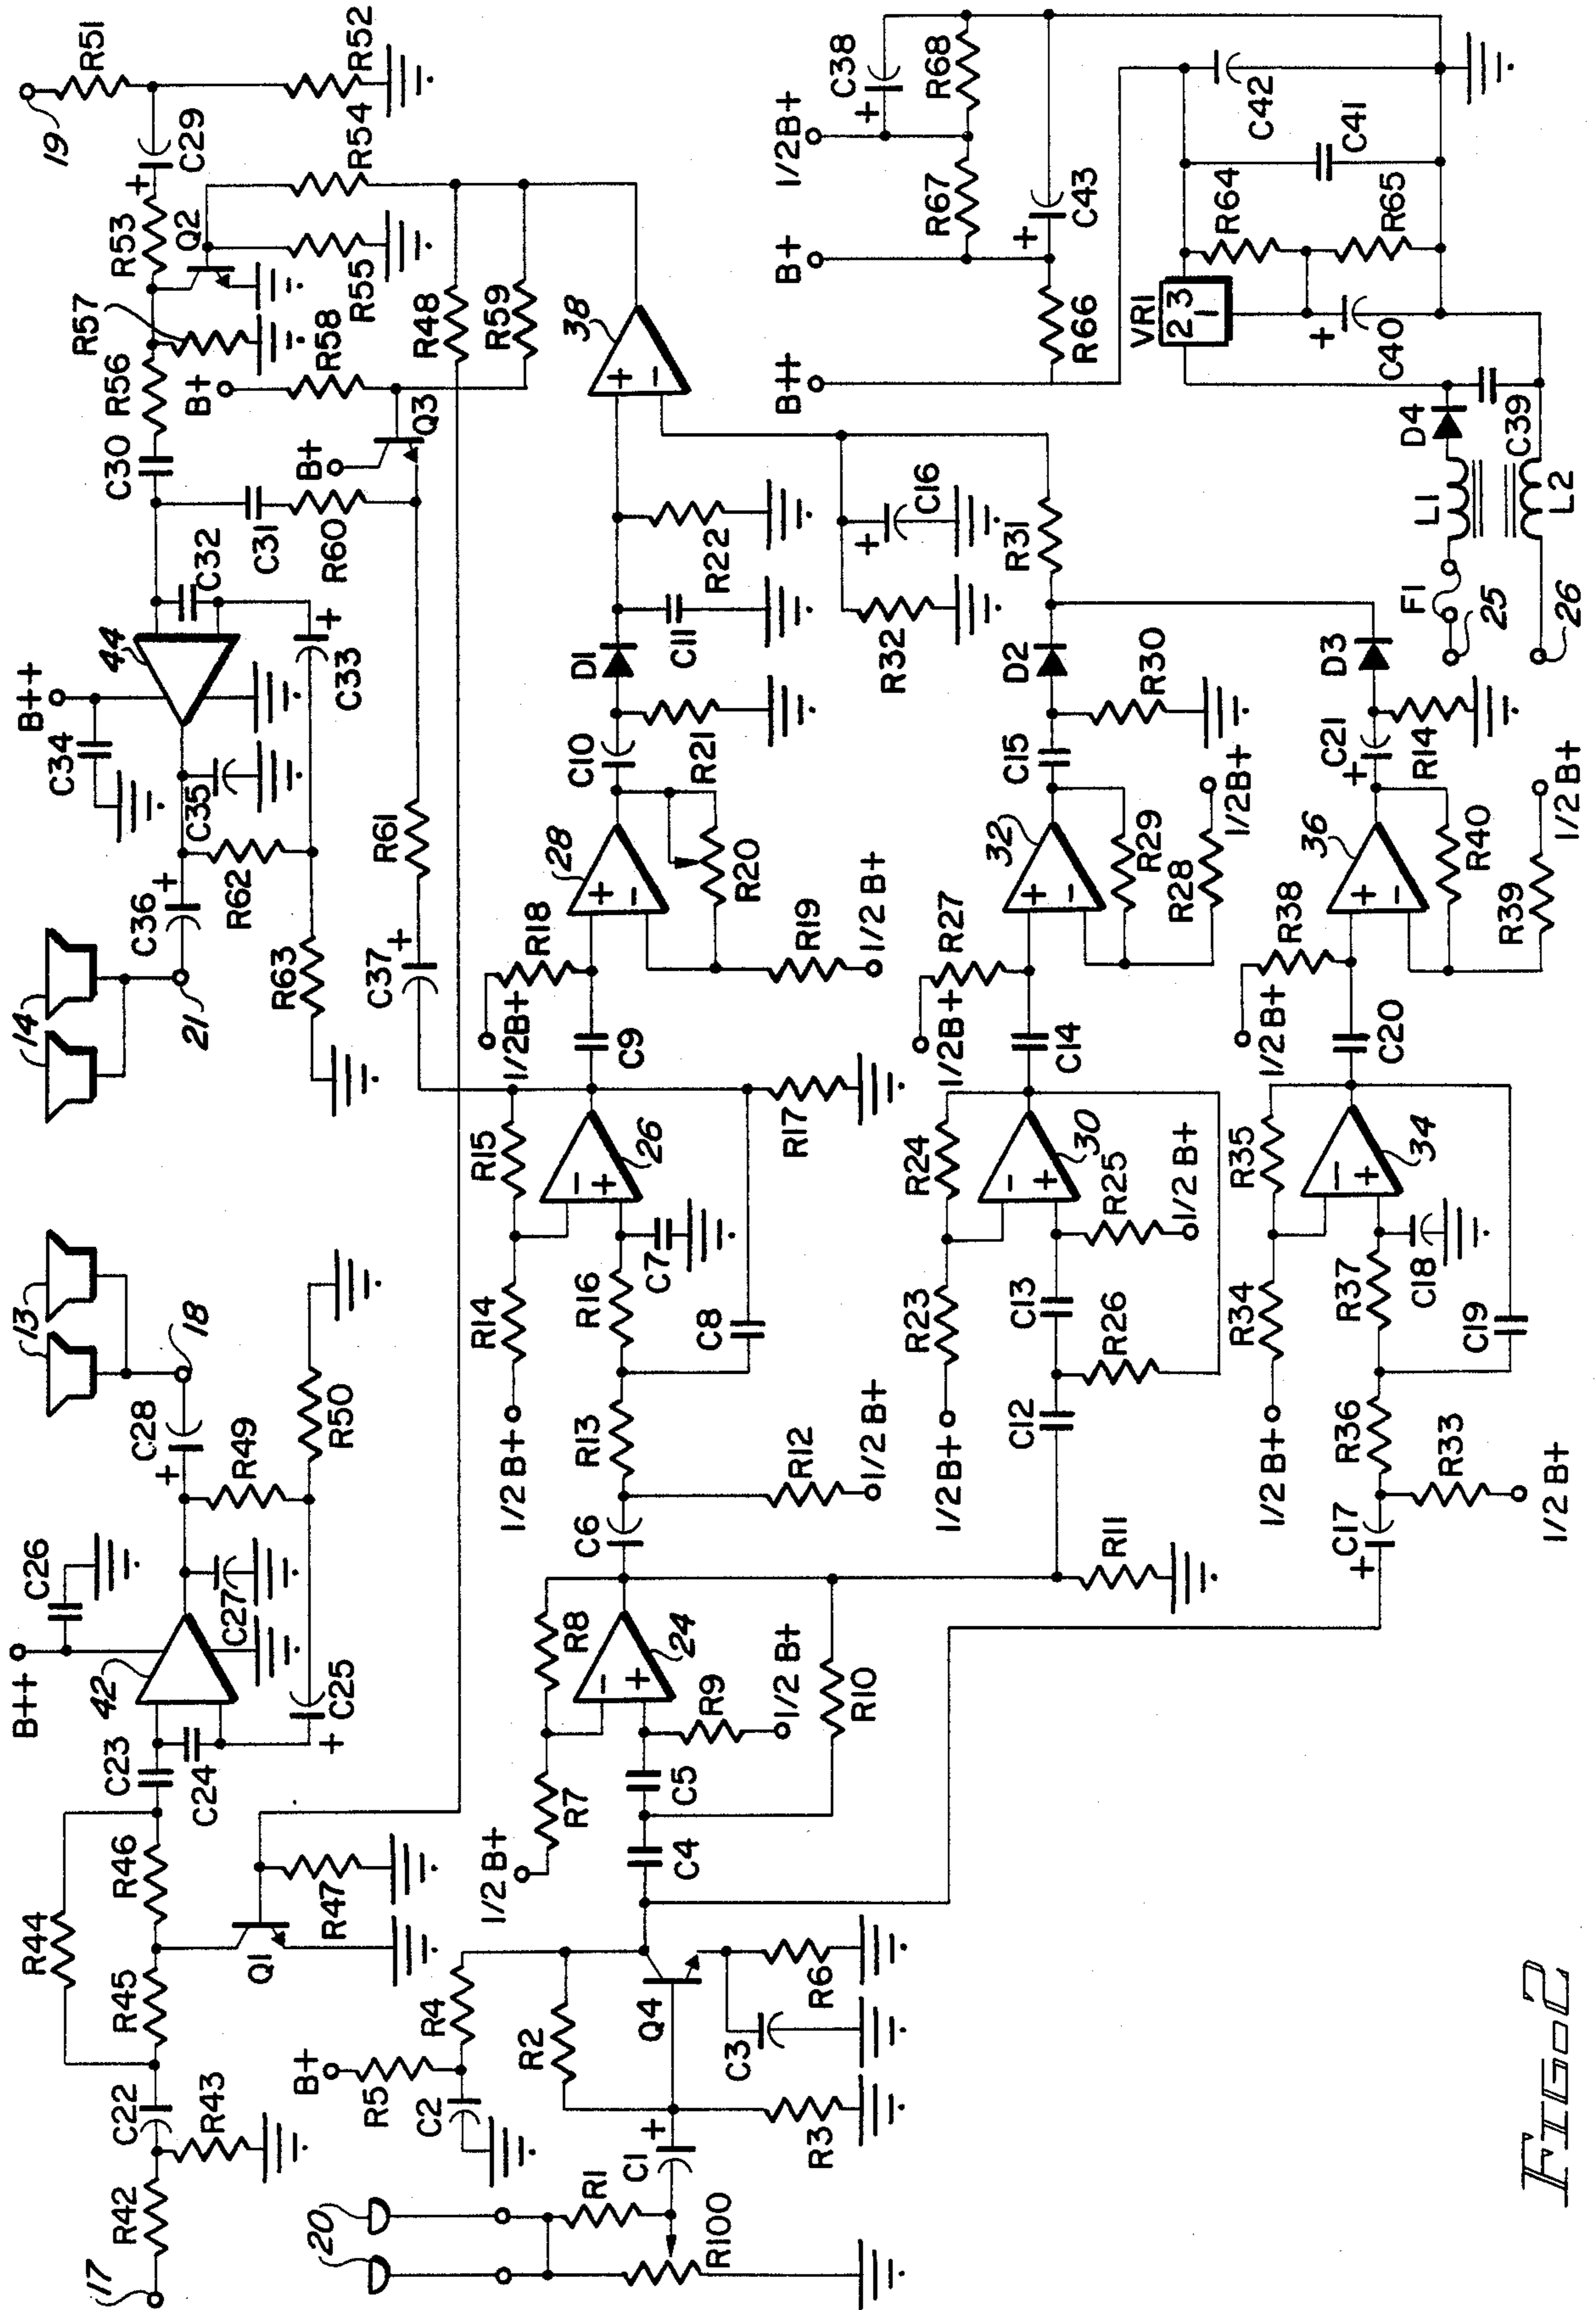 17
R42
C22
R43
R44
R45
R46
Q1
R47
C23
C24
B++
42
C26
C27
C25
C28
R49
R50
18
13
14
21
C36
R62
R63
C35
C34
B++
44
C32
C33
C31
R60
C30
B+
Q3
R56
B+
R58
R57
R53
Q2
R55
C29
R54
19
R51
R52
R48
R59
R61
C37
20
R1
R100
C1
B+
R5
C2
R4
R2
R3
Q4
C3
R6
C4
C5
1/2 B+
R7
R8
24
R9
1/2 B+
R10
R11
C6
R12
1/2 B+
R13
1/2 B+
R14
R15
R16
C7
C8
26
R17
C9
1/2B+
R18
28
R19
1/2 B+
R20
C10
R21
D1
C11
R22
38
R32
C16
R31
C12
C13
R26
1/2B+
R23
R24
30
R25
1/2 B+
C14
1/2B+
R27
32
R29
R28
1/2B+
C15
R30
D2
C17
R33
1/2 B+
R36
1/2 B+
R34
R35
R37
C18
C19
34
C20
1/2 B+
R38
36
R40
R39
1/2 B+
C21
R14
D3
B++
R66
B+
R67
C43
1/2B+
C38
R68
25
26
F1
L1
L2
D4
C39
VR1
2 3
1
C40
R64
R65
C41
C42
FIG-2